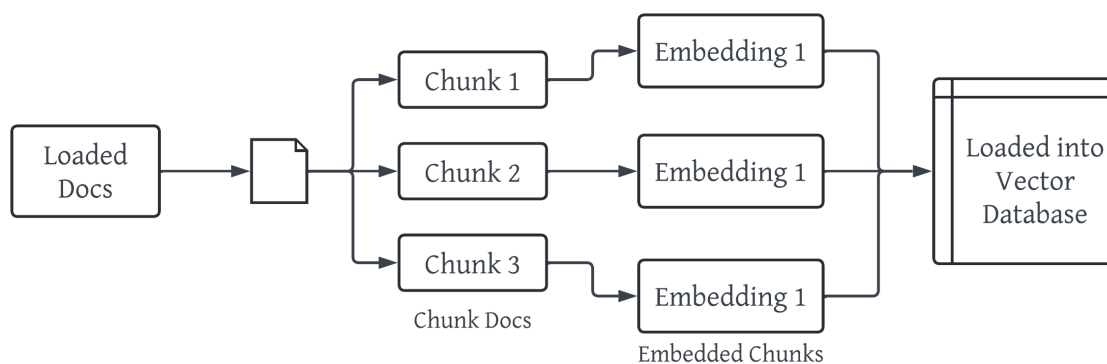 Loaded
Docs
Chunk 1
Chunk 2
Chunk 3
Chunk Docs
Embedding 1
Embedding 1
Embedding 1
Embedded Chunks
Loaded into
Vector
Database